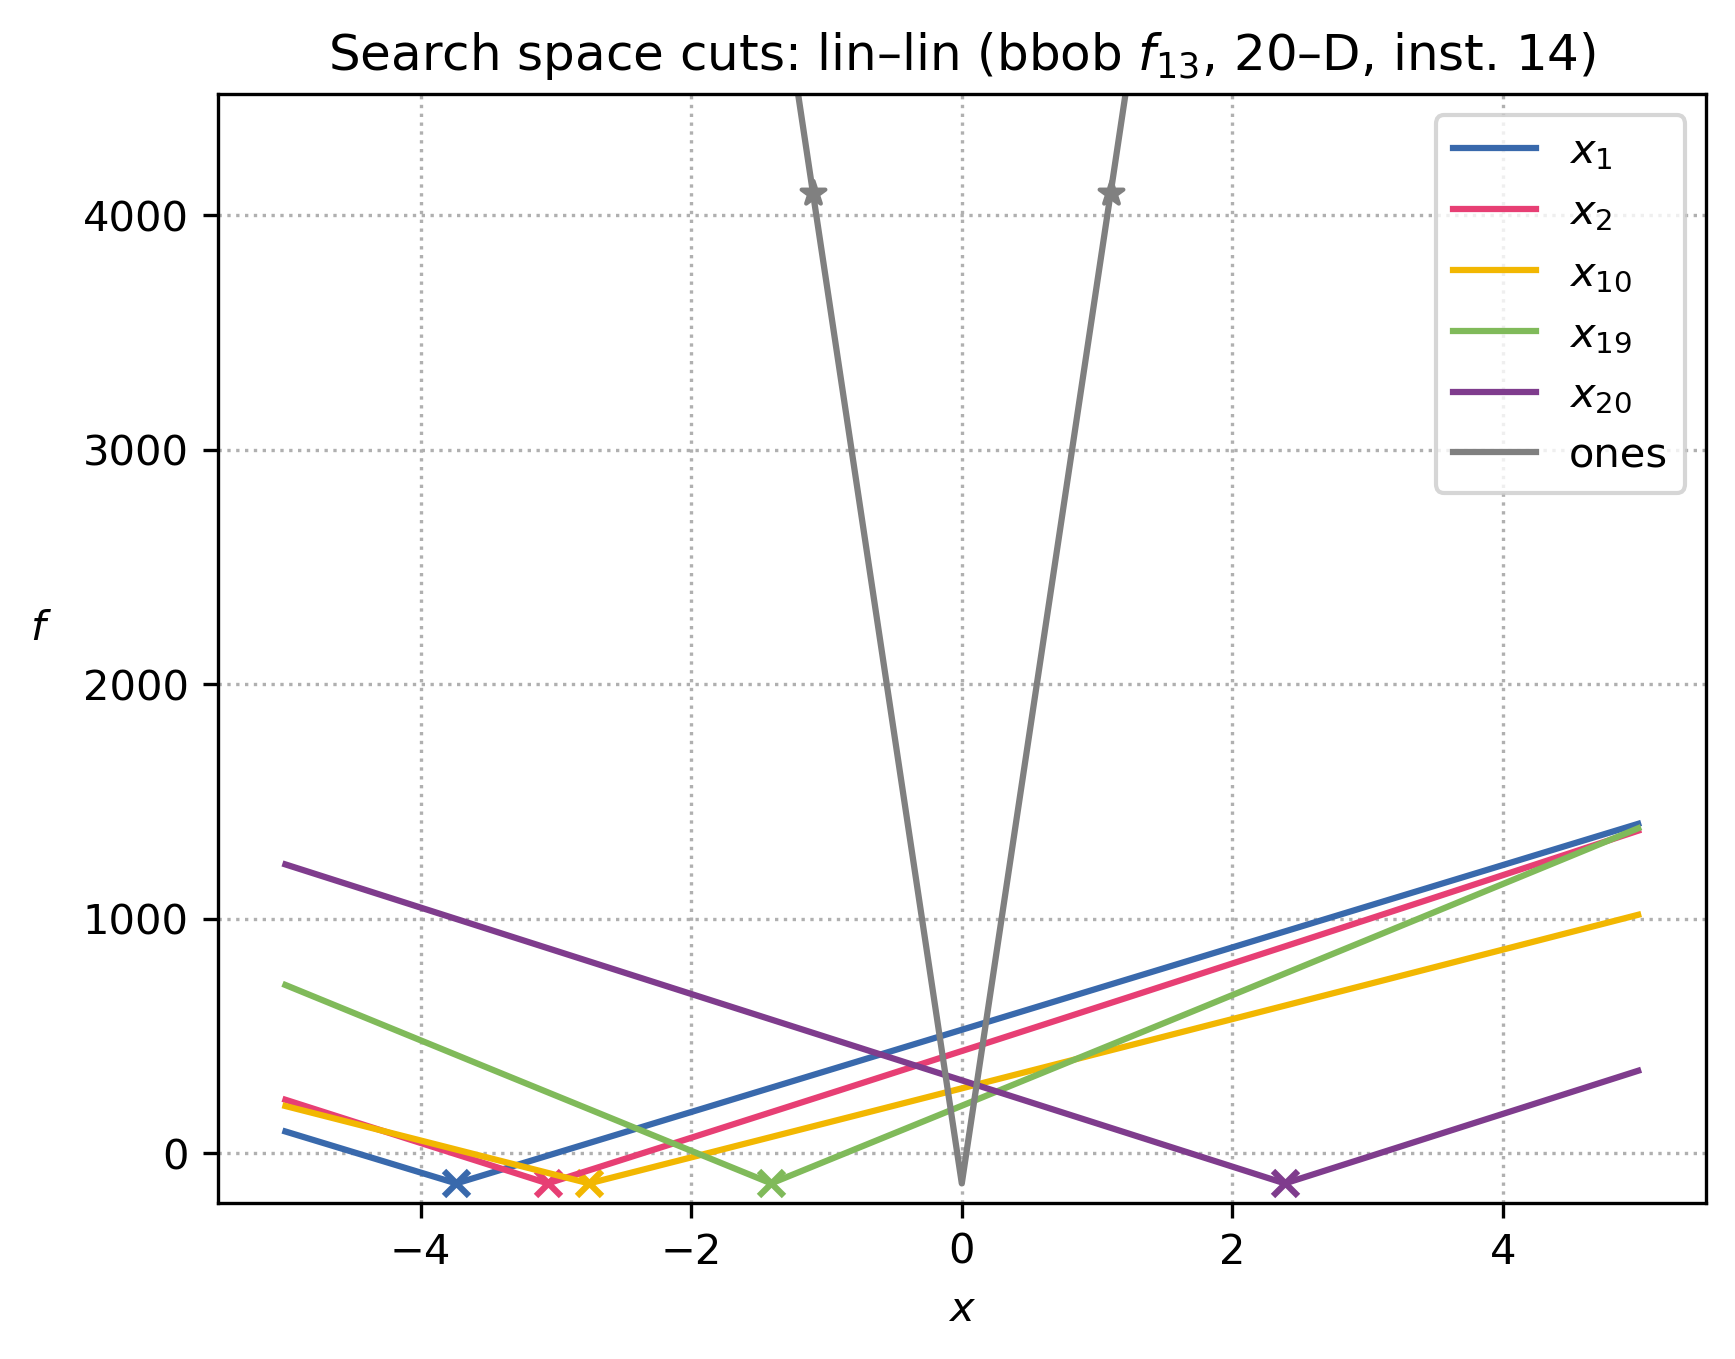 Search space cuts: lin–lin (bbob f₁₃, 20–D, inst. 14)
x₁
x₂
x₁₀
x₁₉
x₂₀
ones
4000
3000
2000
1000
0
f
−4 −2 0 2 4
x